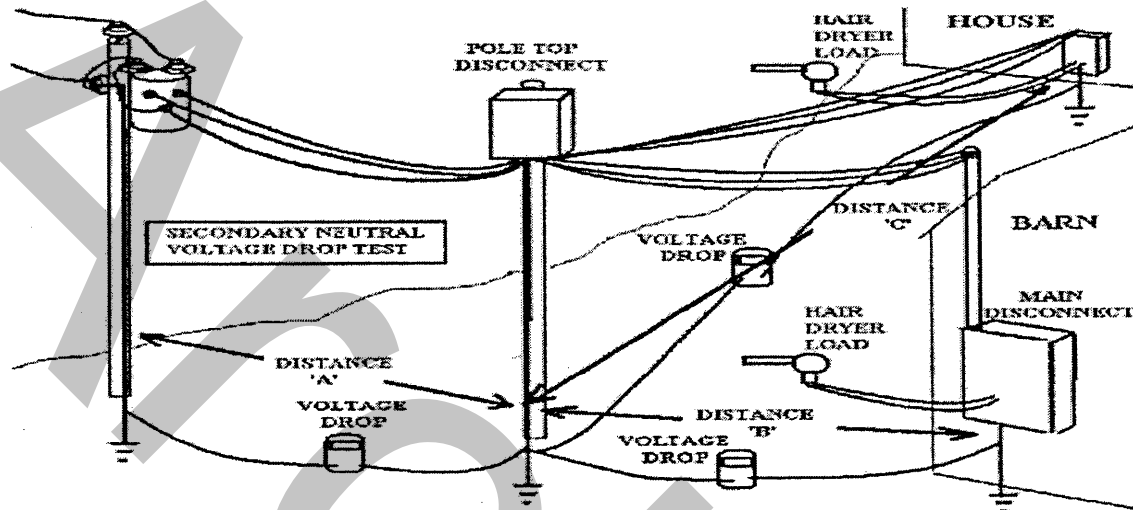 HAIR
DRYER
LOAD
HOUSE
POLE TOP
DISCONNECT
SECONDARY NEUTRAL
VOLTAGE DROP TEST
DISTANCE
'C'
BARN
VOLTAGE
DROP
MAIN
DISCONNECT
HAIR
DRYER
LOAD
DISTANCE
'A'
VOLTAGE
DROP
DISTANCE
'B'
VOLTAGE
DROP